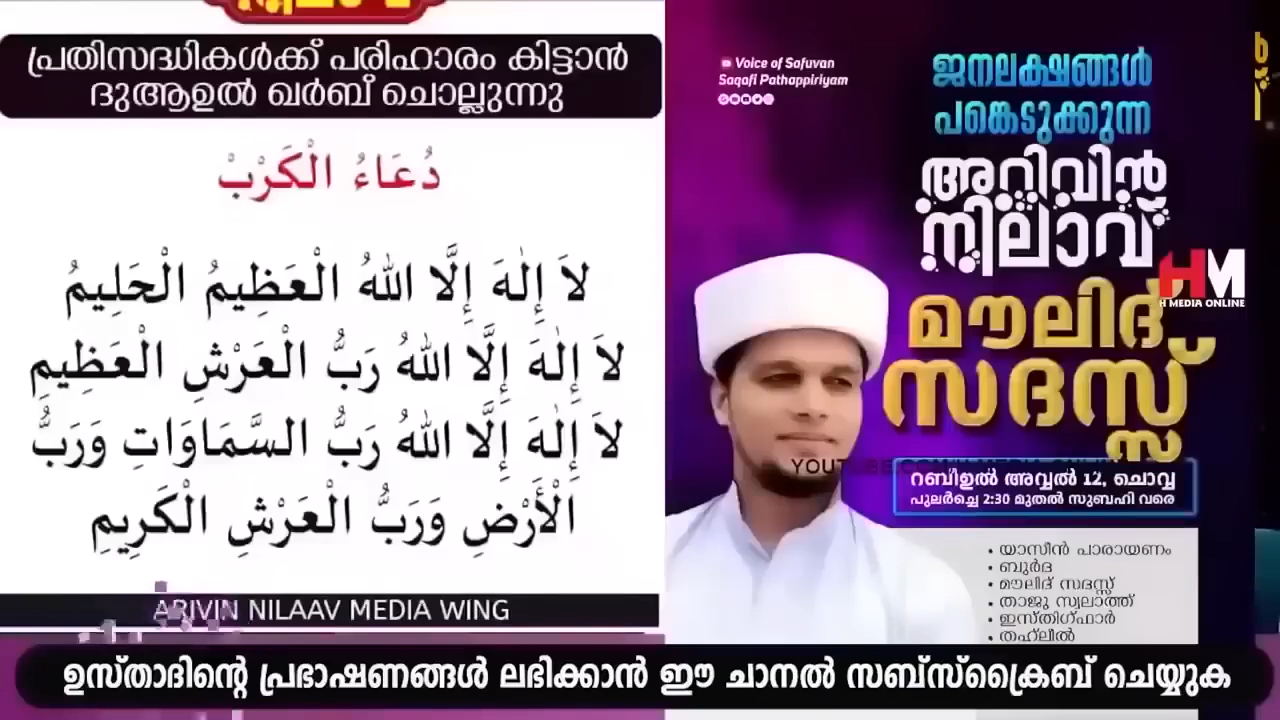 പ്രതിസദ്ധികൾക്ക് പരിഹാരം കിട്ടാൻ
ദുആഉൽ ഖർബ് ചൊല്ലുന്നു
دُعَاءُ الْكَرْبْ
لاَ إِلٰهَ إِلَّا اللهُ الْعَظِيمُ الْحَلِيمُ
لاَ إِلٰهَ إِلَّا اللهُ رَبُّ الْعَرْشِ الْعَظِيمِ
لاَ إِلٰهَ إِلَّا اللهُ رَبُّ السَّمَاوَاتِ وَرَبُّ
الْأَرْضِ وَرَبُّ الْعَرْشِ الْكَرِيمِ
ARIVIN NILAAV MEDIA WING
Voice of Safuvan
Saqafi Pathappiriyam
ജനലക്ഷങ്ങൾ
പങ്കെടുക്കുന്ന
അറിവിൻ
നിലാവ്
HM
H MEDIA ONLINE
മൗലിദ്
സദസ്സ്
റബീഉൽ അവ്വൽ 12, ചൊവ്വ
പുലർച്ചെ 2:30 മുതൽ സുബഹി വരെ
• യാസീൻ പാരായണം
• ബുർദ
• മൗലിദ് സദസ്സ്
• താജു സ്വലാത്ത്
• ഇസ്തിഗ്ഫാർ
• തഹ്ലീൽ
ഉസ്താദിന്റെ പ്രഭാഷണങ്ങൾ ലഭിക്കാൻ ഈ ചാനൽ സബ്സ്ക്രൈബ് ചെയ്യുക